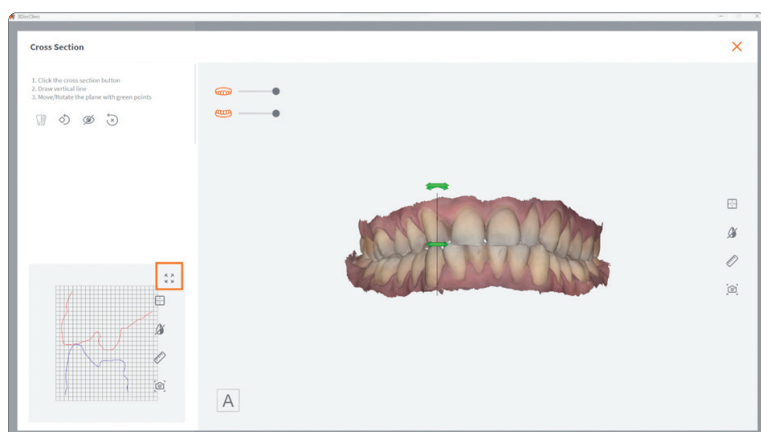 Cross Section
1. Click the cross section button
2. Draw vertical line
3. Move/Rotate the plane with green points
A